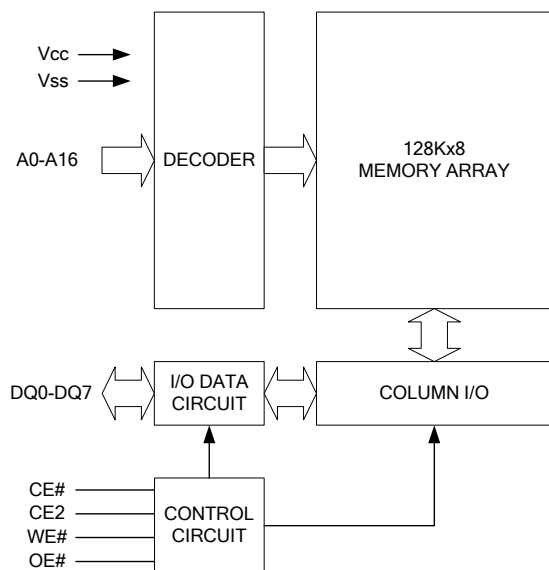 Vcc
Vss
A0-A16
DECODER
128Kx8
MEMORY ARRAY
DQ0-DQ7
I/O DATA
CIRCUIT
COLUMN I/O
CE#
CE2
WE#
OE#
CONTROL
CIRCUIT